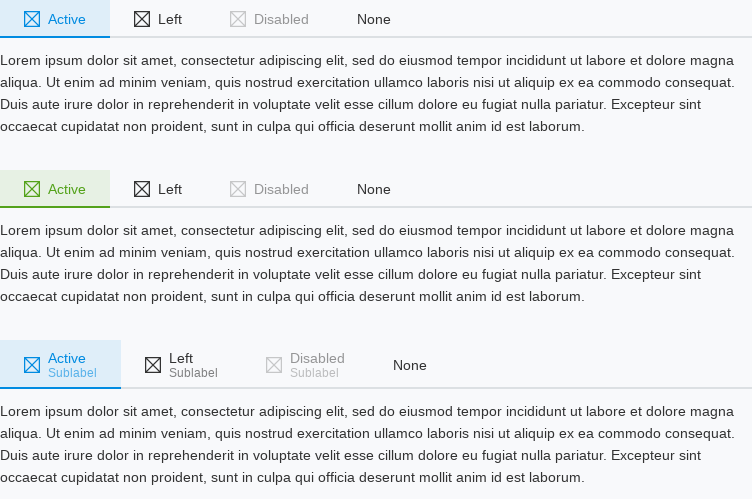 Active Left Disabled None
Lorem ipsum dolor sit amet, consectetur adipiscing elit, sed do eiusmod tempor incididunt ut labore et dolore magna
aliqua. Ut enim ad minim veniam, quis nostrud exercitation ullamco laboris nisi ut aliquip ex ea commodo consequat.
Duis aute irure dolor in reprehenderit in voluptate velit esse cillum dolore eu fugiat nulla pariatur. Excepteur sint
occaecat cupidatat non proident, sunt in culpa qui officia deserunt mollit anim id est laborum.
Active Left Disabled None
Lorem ipsum dolor sit amet, consectetur adipiscing elit, sed do eiusmod tempor incididunt ut labore et dolore magna
aliqua. Ut enim ad minim veniam, quis nostrud exercitation ullamco laboris nisi ut aliquip ex ea commodo consequat.
Duis aute irure dolor in reprehenderit in voluptate velit esse cillum dolore eu fugiat nulla pariatur. Excepteur sint
occaecat cupidatat non proident, sunt in culpa qui officia deserunt mollit anim id est laborum.
Active Left Disabled None
Sublabel Sublabel Sublabel
Lorem ipsum dolor sit amet, consectetur adipiscing elit, sed do eiusmod tempor incididunt ut labore et dolore magna
aliqua. Ut enim ad minim veniam, quis nostrud exercitation ullamco laboris nisi ut aliquip ex ea commodo consequat.
Duis aute irure dolor in reprehenderit in voluptate velit esse cillum dolore eu fugiat nulla pariatur. Excepteur sint
occaecat cupidatat non proident, sunt in culpa qui officia deserunt mollit anim id est laborum.